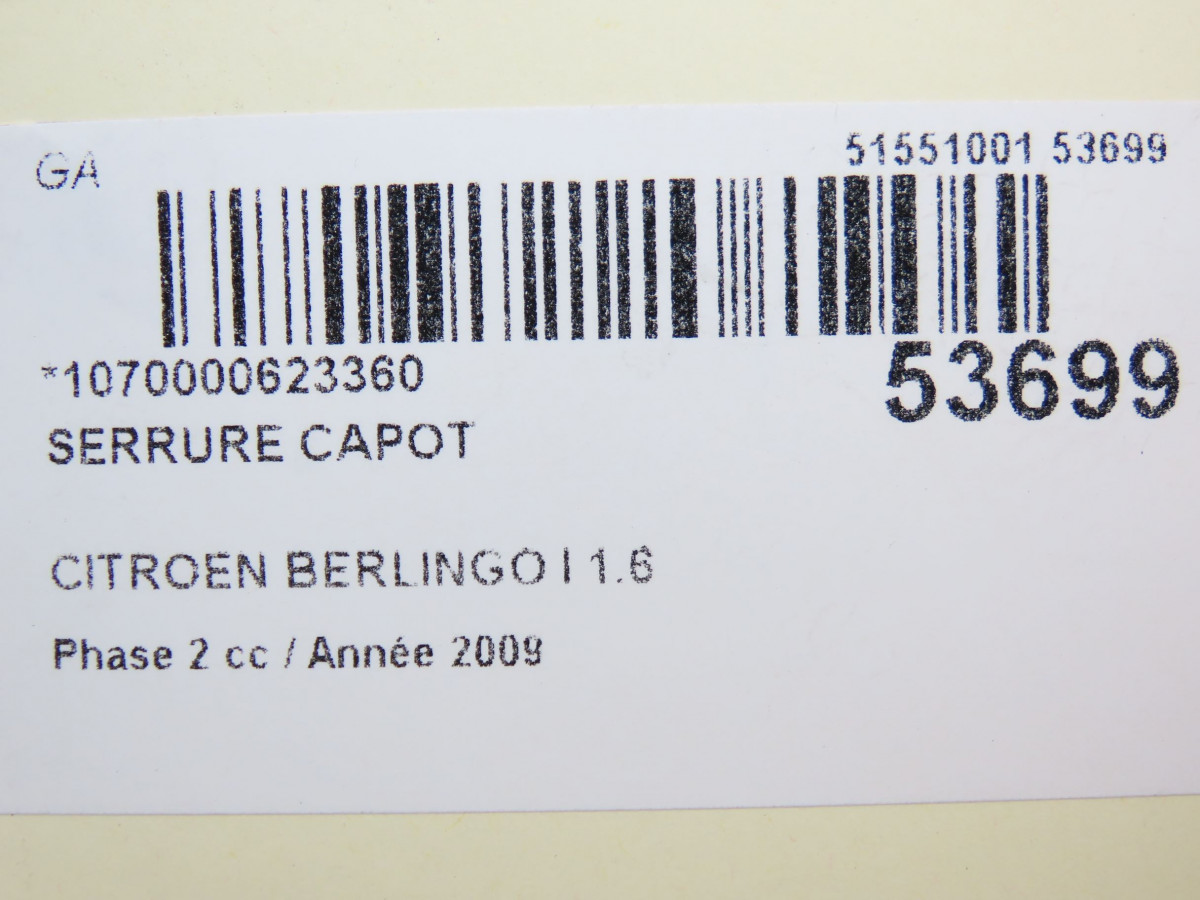 GA
51551001 53699
*1070000623360
53699
SERRURE CAPOT
CITROEN BERLINGO I 1.6
Phase 2 cc / Année 2009